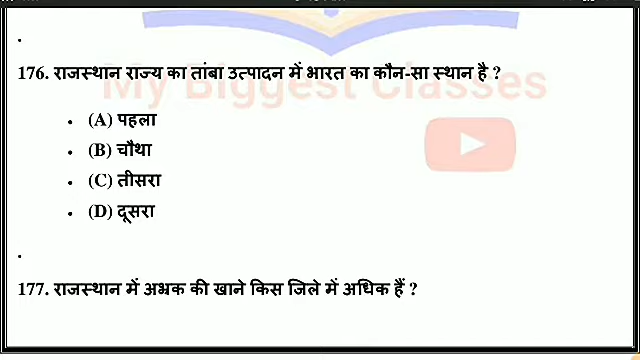 176. राजस्थान राज्य का तांबा उत्पादन में भारत का कौन-सा स्थान है ?
My Biggest Classes
(A) पहला
(B) चौथा
(C) तीसरा
(D) दूसरा
177. राजस्थान में अभ्रक की खाने किस जिले में अधिक हैं ?